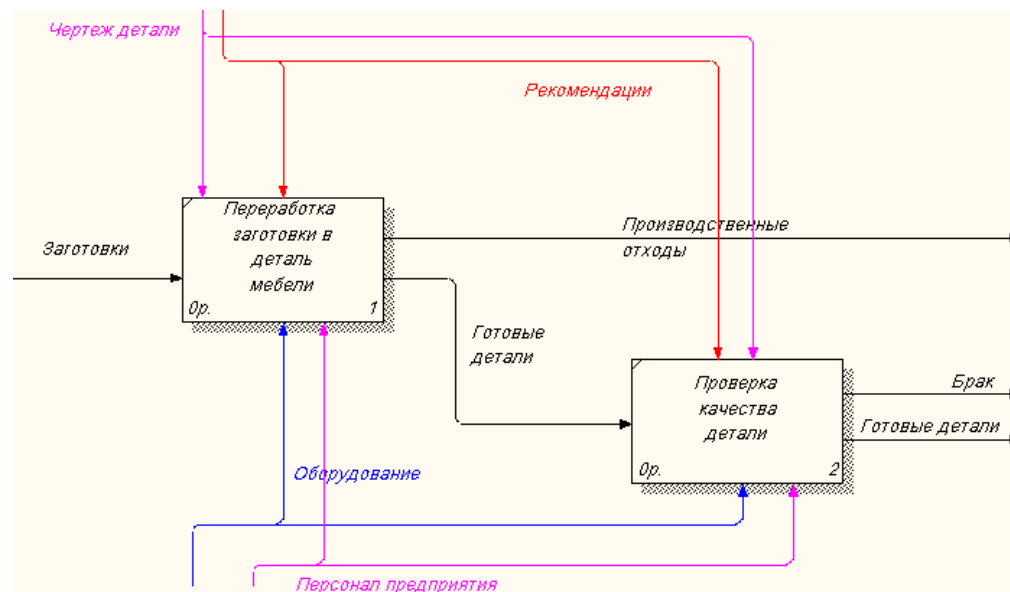 Чертеж детали
Рекомендации
Переработка
заготовки в
деталь
мебели
0р.
1
Производственные
отходы
Заготовки
Готовые
детали
Проверка
качества
детали
0р.
2
Брак
Готовые детали
Оборудование
Персонал предприятия